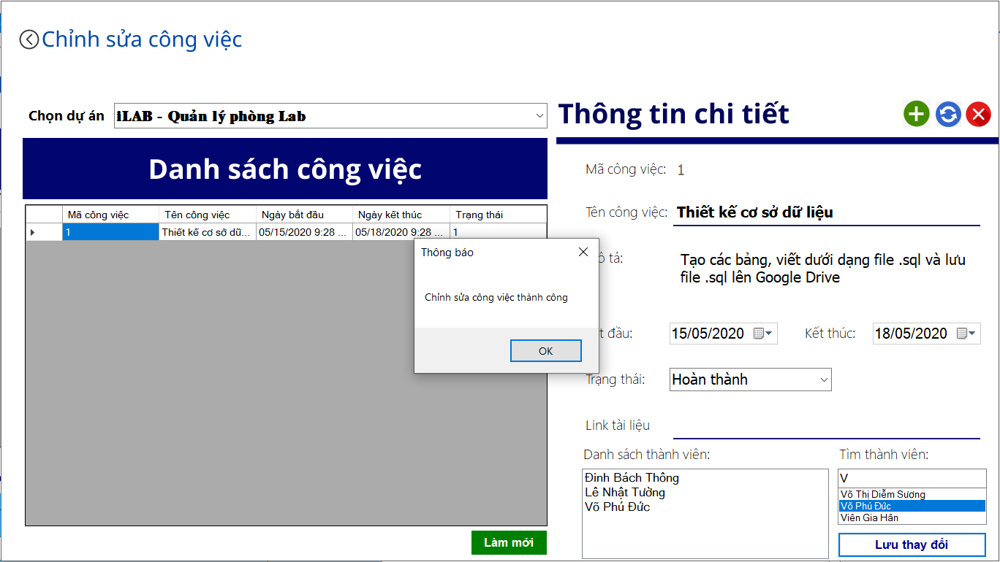 Chỉnh sửa công việc
Chọn dự án
iLAB - Quản lý phòng Lab
Danh sách công việc
Mã công việc
Tên công việc
Ngày bắt đầu
Ngày kết thúc
Trạng thái
1
Thiết kế cơ sở dữ...
05/15/2020 9:28 ...
05/18/2020 9:28 ...
1
Thông báo
Chỉnh sửa công việc thành công
OK
Làm mới
Thông tin chi tiết
Mã công việc:
1
Tên công việc:
Thiết kế cơ sở dữ liệu
tả:
Tạo các bảng, viết dưới dạng file .sql và lưu
file .sql lên Google Drive
đầu:
15/05/2020
Kết thúc:
18/05/2020
Trạng thái:
Hoàn thành
Link tài liệu
Danh sách thành viên:
Đinh Bách Thông
Lê Nhật Tường
Võ Phú Đức
Tìm thành viên:
V
Võ Thị Diễm Sương
Võ Phú Đức
Viên Gia Hân
Lưu thay đổi